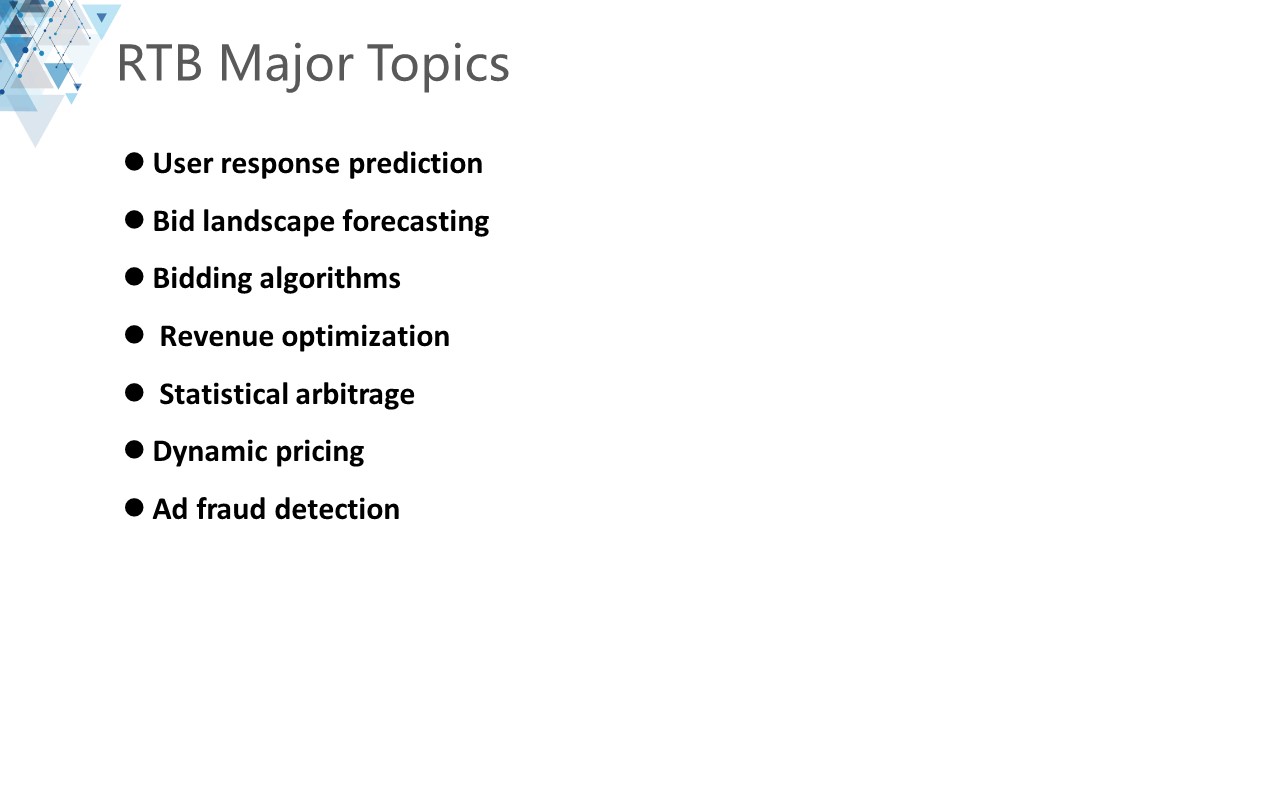 RTB Major Topics
● User response prediction
● Bid landscape forecasting
● Bidding algorithms
● Revenue optimization
● Statistical arbitrage
● Dynamic pricing
● Ad fraud detection